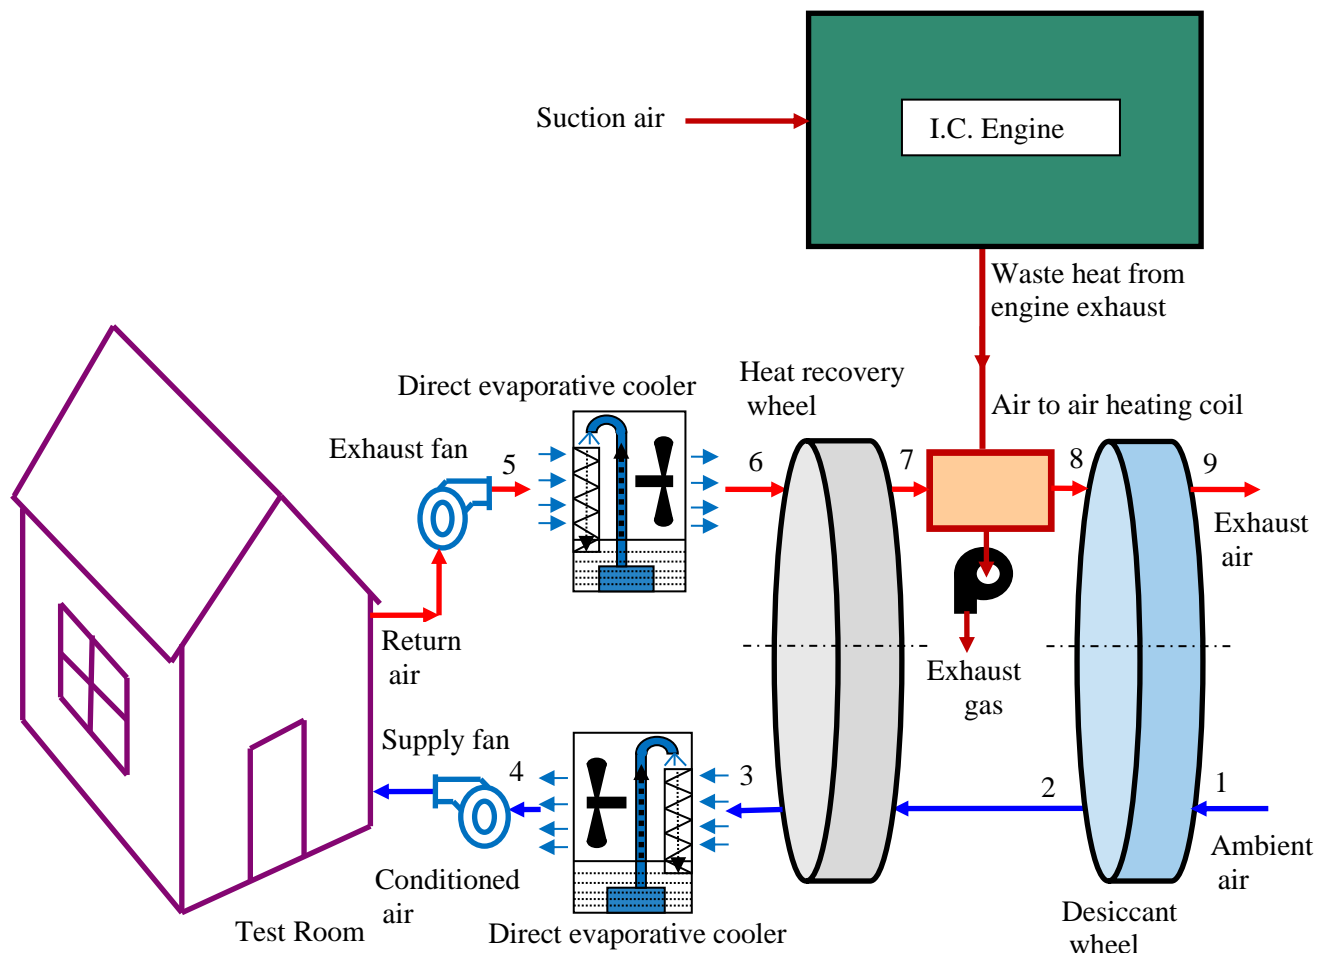 Suction air
I.C. Engine
Waste heat from
engine exhaust
Direct evaporative cooler
Heat recovery
wheel
Air to air heating coil
Exhaust fan
5
6
7
8
9
Exhaust
air
Return
air
Exhaust
gas
Supply fan
4
3
2
1
Ambient
air
Conditioned
air
Test Room
Direct evaporative cooler
Desiccant
wheel